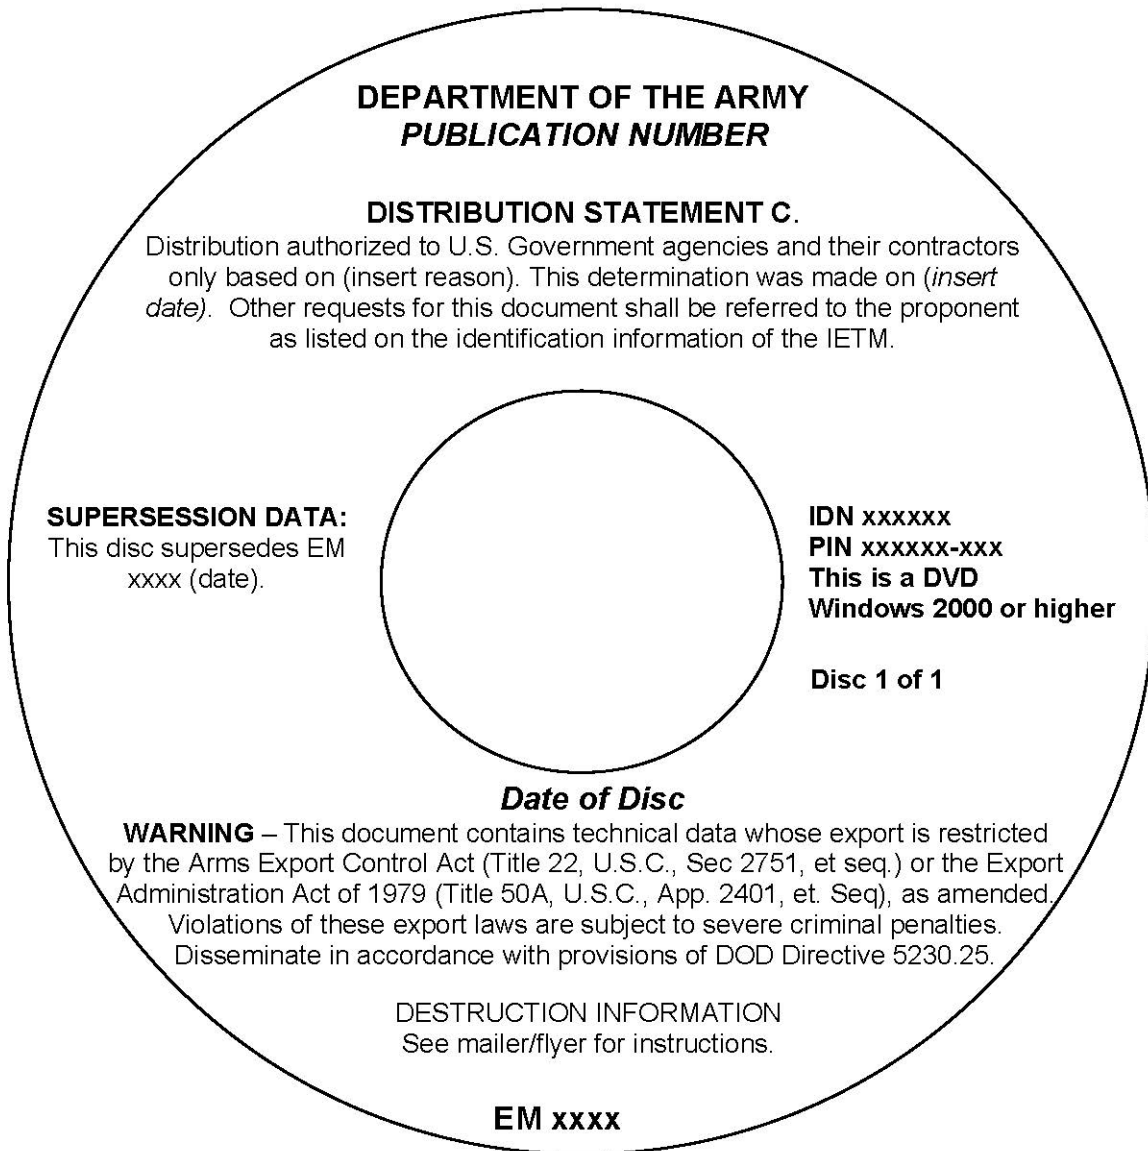 DEPARTMENT OF THE ARMY
PUBLICATION NUMBER
DISTRIBUTION STATEMENT C.
Distribution authorized to U.S. Government agencies and their contractors
only based on (insert reason). This determination was made on (insert
date). Other requests for this document shall be referred to the proponent
as listed on the identification information of the IETM.
SUPERSESSION DATA:
This disc supersedes EM
xxxx (date).
IDN xxxxxx
PIN xxxxxx-xxx
This is a DVD
Windows 2000 or higher
Disc 1 of 1
Date of Disc
WARNING – This document contains technical data whose export is restricted
by the Arms Export Control Act (Title 22, U.S.C., Sec 2751, et seq.) or the Export
Administration Act of 1979 (Title 50A, U.S.C., App. 2401, et. Seq), as amended.
Violations of these export laws are subject to severe criminal penalties.
Disseminate in accordance with provisions of DOD Directive 5230.25.
DESTRUCTION INFORMATION
See mailer/flyer for instructions.
EM xxxx